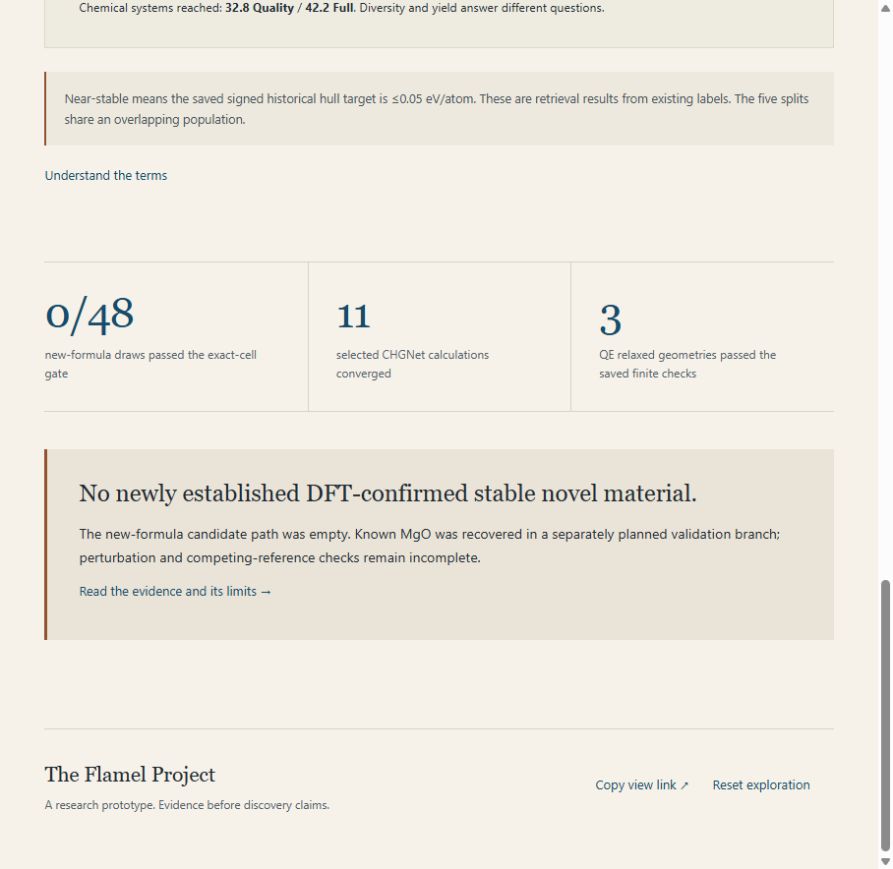 Chemical systems reached: 32.8 Quality / 42.2 Full. Diversity and yield answer different questions.
Near-stable means the saved signed historical hull target is ≤0.05 eV/atom. These are retrieval results from existing labels. The five splits
share an overlapping population.
Understand the terms
0/48
new-formula draws passed the exact-cell
gate
11
selected CHGNet calculations
converged
3
QE relaxed geometries passed the
saved finite checks
No newly established DFT-confirmed stable novel material.
The new-formula candidate path was empty. Known MgO was recovered in a separately planned validation branch;
perturbation and competing-reference checks remain incomplete.
Read the evidence and its limits →
The Flamel Project
A research prototype. Evidence before discovery claims.
Copy view link ↗
Reset exploration